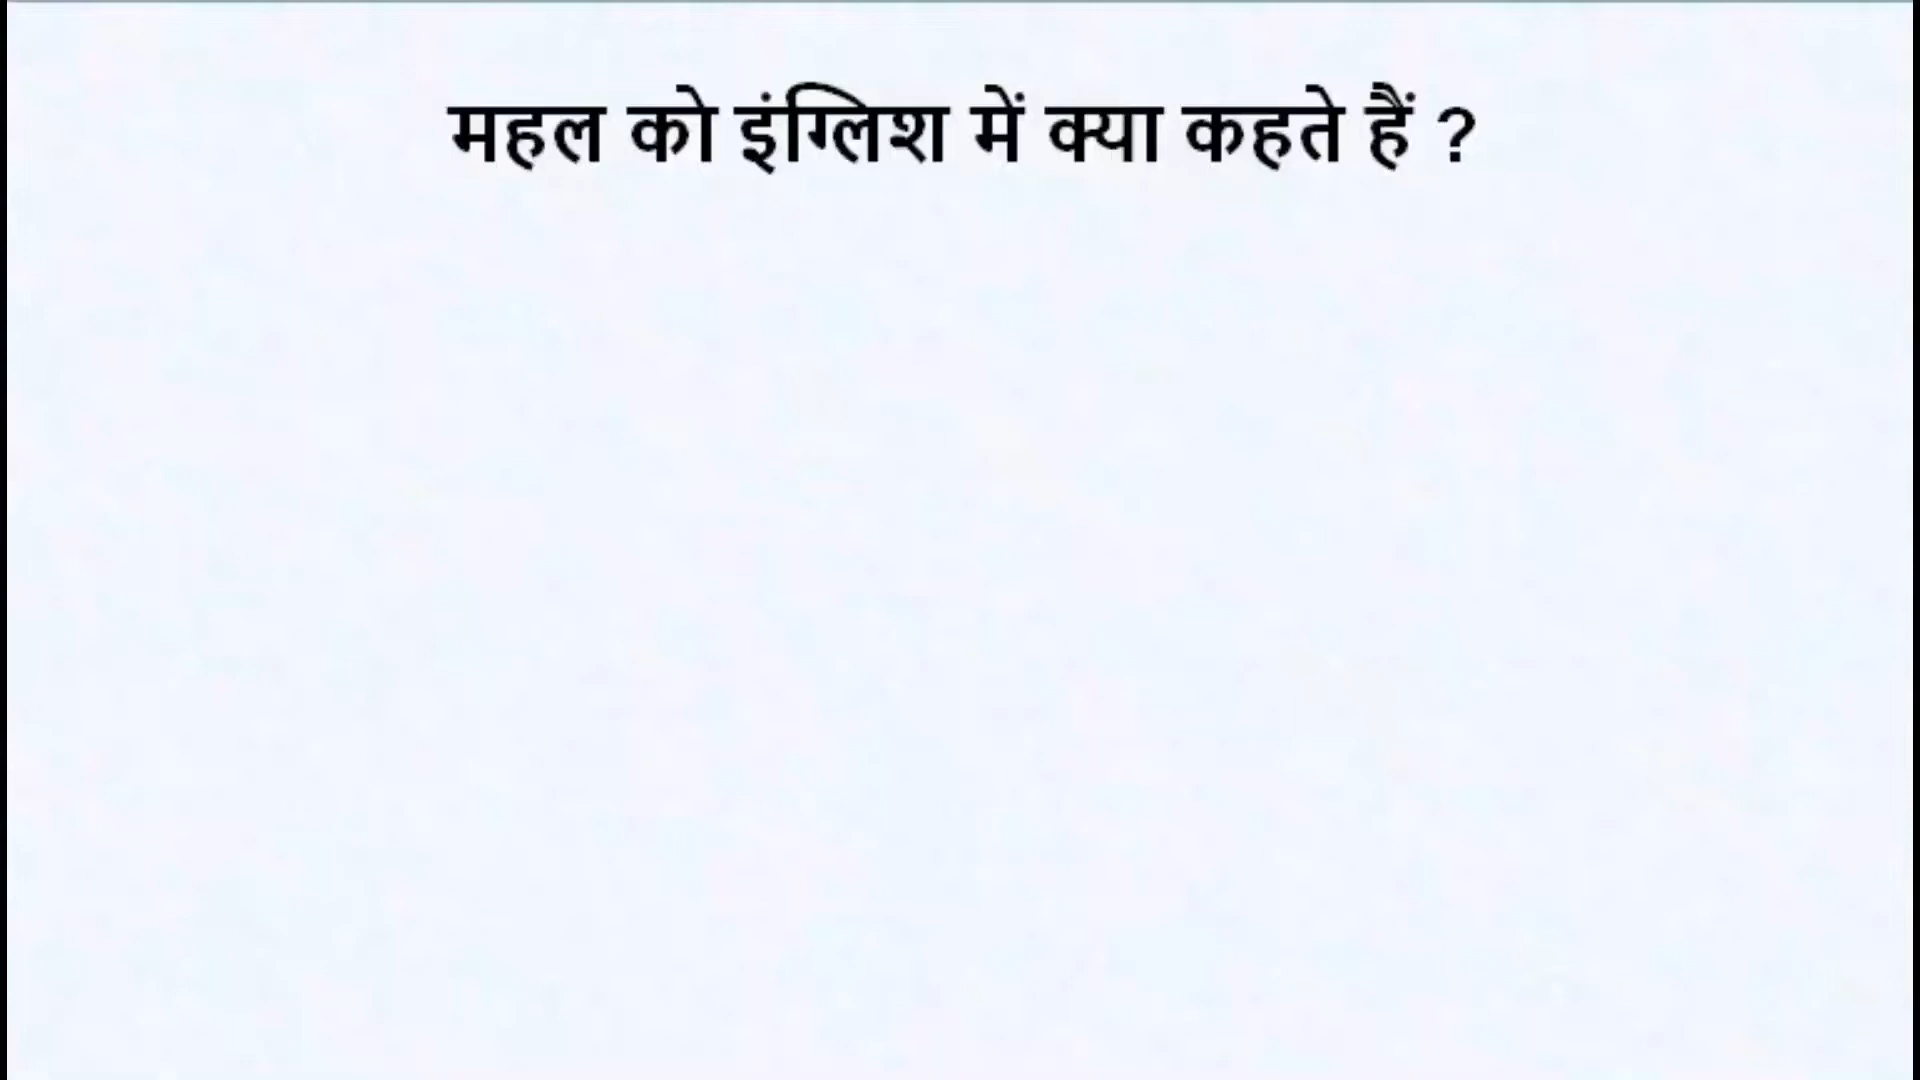 महल को इंग्लिश में क्या कहते हैं ?